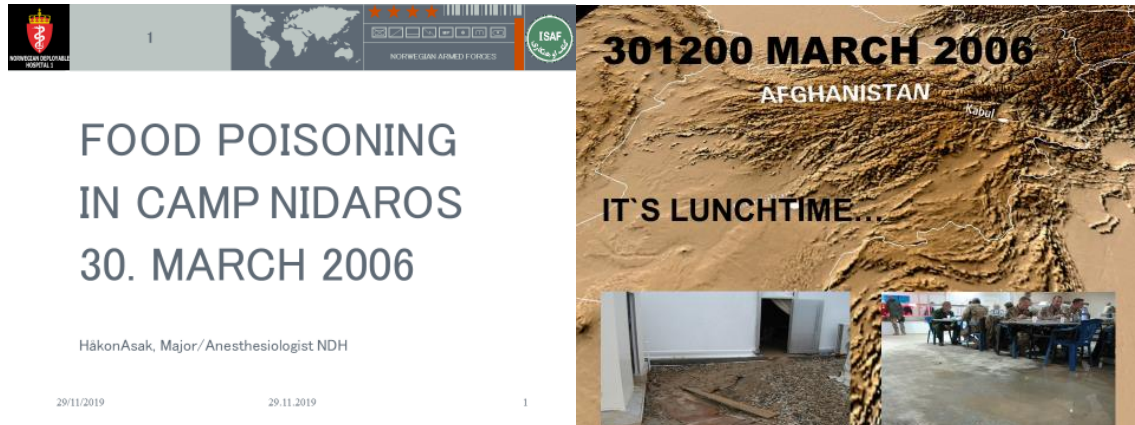 NORWEGIAN DEPLOYABLE
HOSPITAL 1
1
NORWEGIAN ARMED FORCES
ISAF
FOOD POISONING
IN CAMP NIDAROS
30. MARCH 2006
HåkonAsak, Major/Anesthesiologist NDH
29/11/2019
29.11.2019
1
301200 MARCH 2006
AFGHANISTAN
Kabul
IT`S LUNCHTIME...